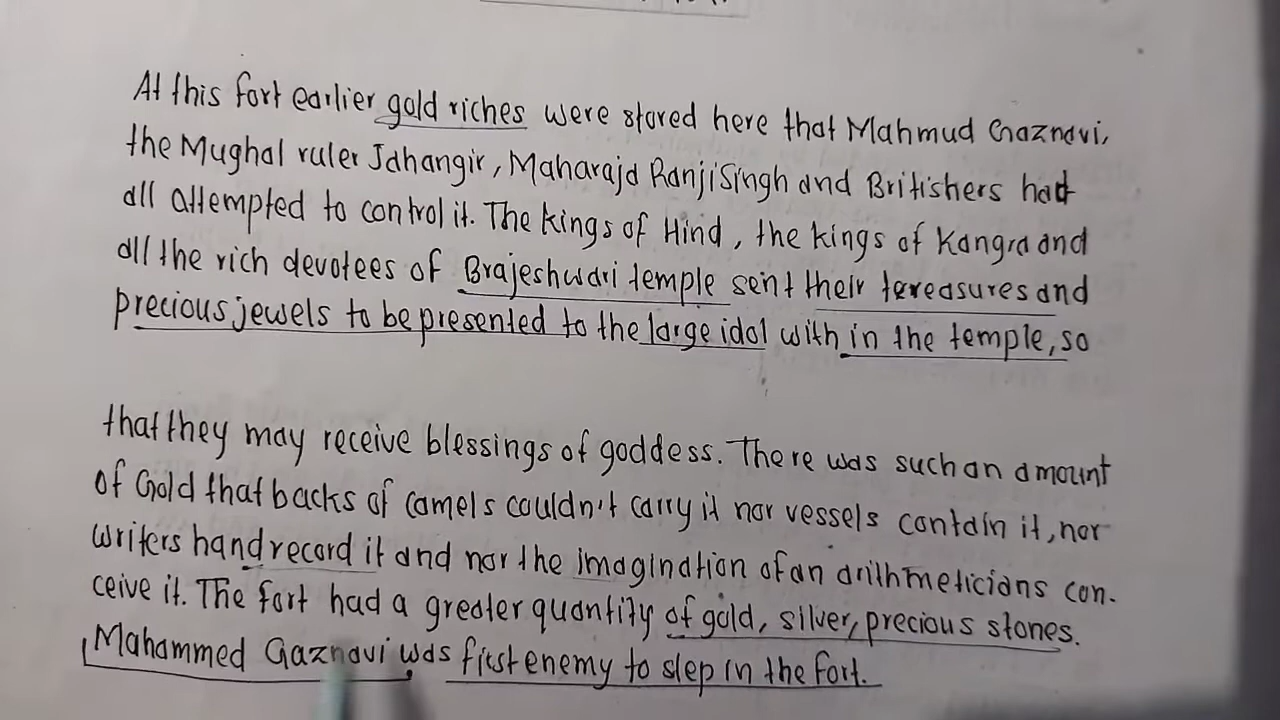 At this fort earlier gold riches were stored here that Mahmud Gaznavi,
the Mughal ruler Jahangir, Maharaja RanjiSingh and Britishers had
all attempted to control it. The kings of Hind, the kings of Kangra and
all the rich devotees of Brajeshwari temple sent their tereasures and
precious jewels to be presented to the large idol with in the temple, so
that they may receive blessings of goddess. There was such an amount
of Gold that backs of Camels couldn't carry it nor vessels contain it, nor
writers hand record it and nor the imagination of an arithmeticians con-
ceive it. The fort had a greater quantity of gold, silver, precious stones.
Mahammed Gaznavi was first enemy to step in the fort.